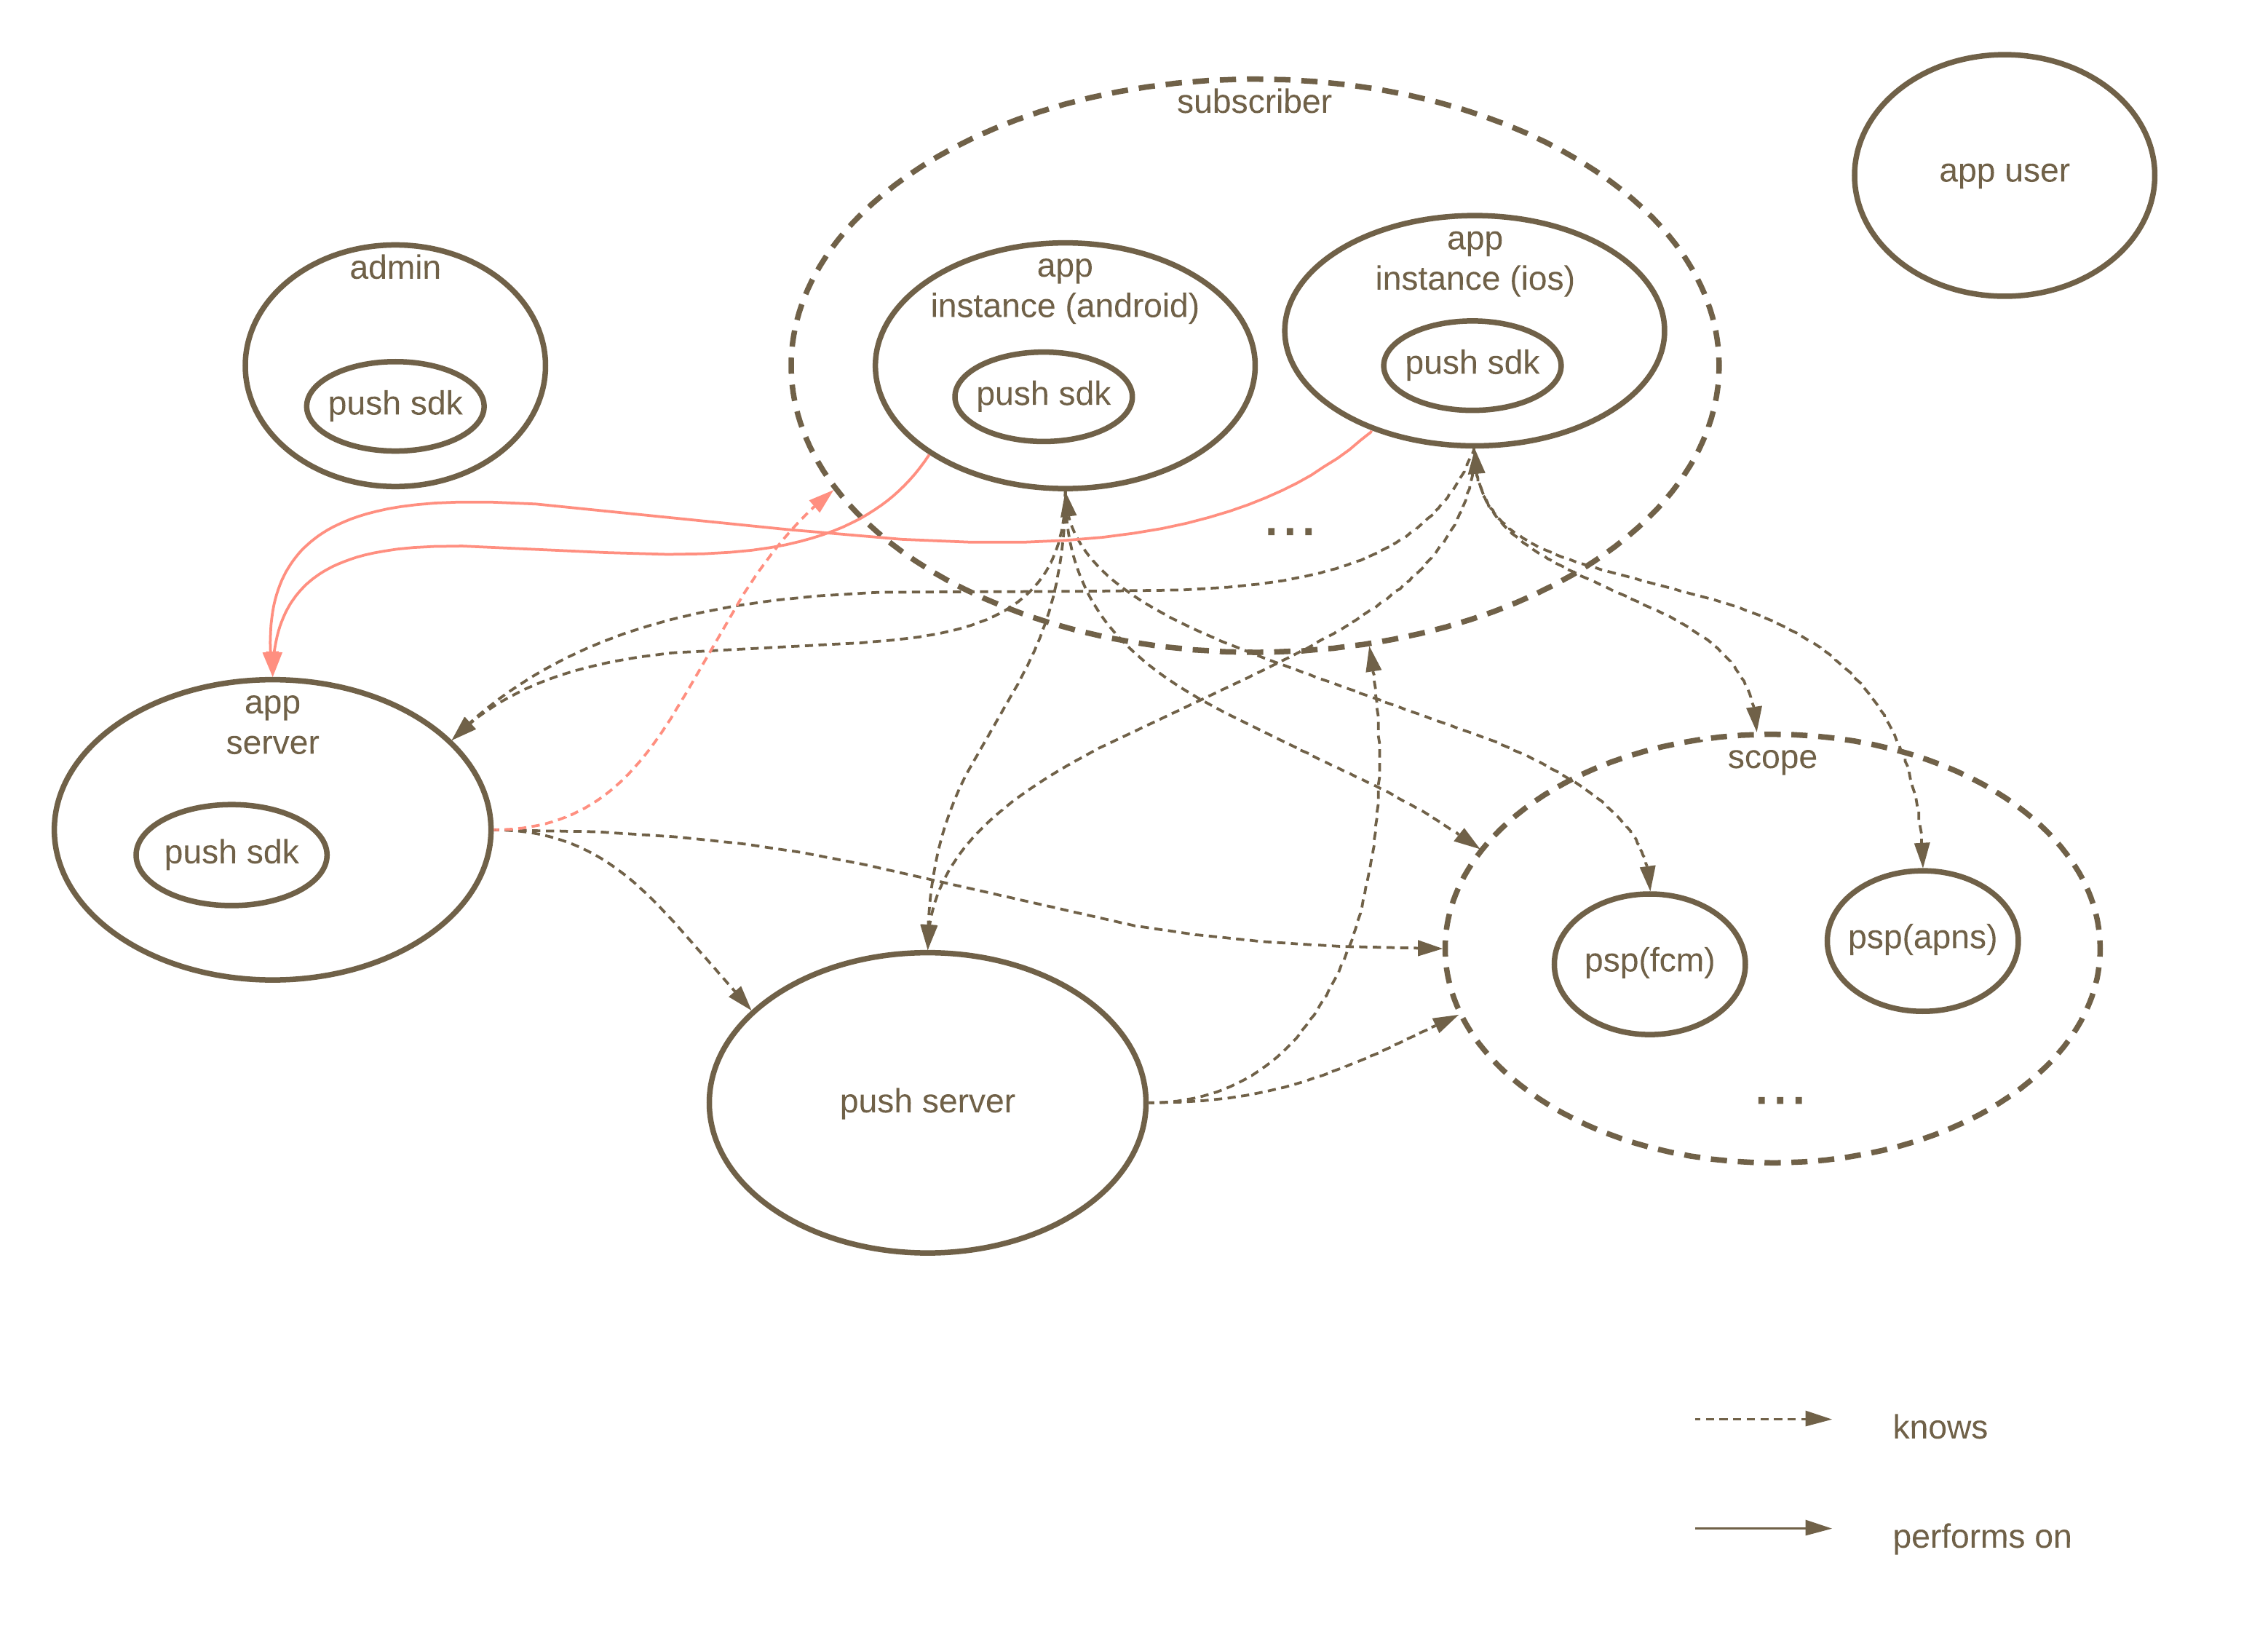 subscriber
app user
admin
push sdk
app
instance (android)
push sdk
app
instance (ios)
push sdk
...
app
server
push sdk
scope
psp(fcm)
psp(apns)
...
push server
knows
performs on